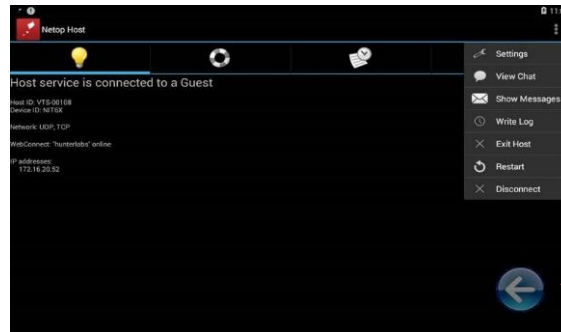 11:
Netop Host
Host service is connected to a Guest
Host ID: VTS-00108
Device ID: NIT6X
Network: UDP, TCP
WebConnect: "hunterlabs" online
IP addresses:
172.16.20.52
Settings
View Chat
Show Messages
Write Log
Exit Host
Restart
Disconnect